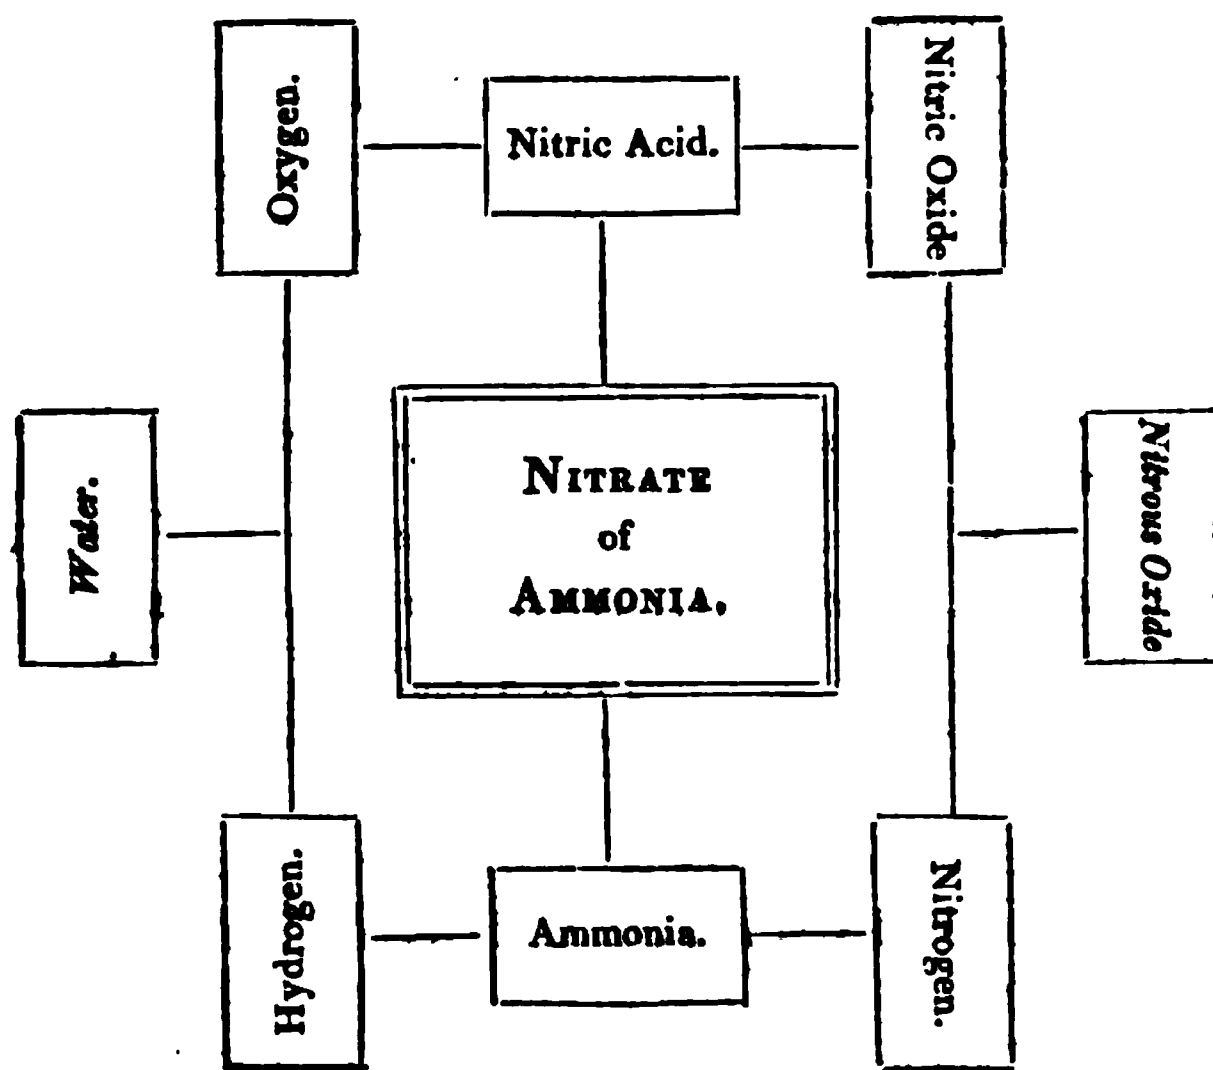 Oxygen.
Nitric Acid.
Nitric Oxide
Water.
NITRATE
of
AMMONIA.
Nitrous Oxide
Hydrogen.
Ammonia.
Nitrogen.